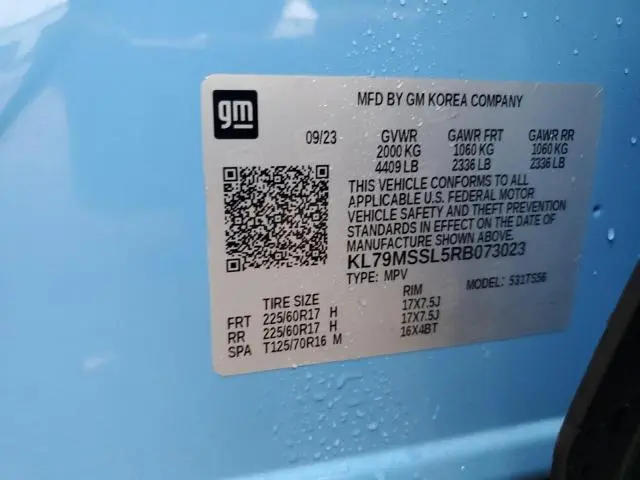 gm
MFD BY GM KOREA COMPANY
09/23 GVWR GAWR FRT GAWR RR
2000 KG 1060 KG 1060 KG
4409 LB 2336 LB 2336 LB
THIS VEHICLE CONFORMS TO ALL
APPLICABLE U.S. FEDERAL MOTOR
VEHICLE SAFETY AND THEFT PREVENTION
STANDARDS IN EFFECT ON THE DATE OF
MANUFACTURE SHOWN ABOVE.
KL79MSSL5RB073023
TYPE: MPV MODEL: 531TS56
TIRE SIZE RIM
FRT 225/60R17 H 17X7.5J
RR 225/60R17 H 17X7.5J
SPA T125/70R16 M 16X4BT